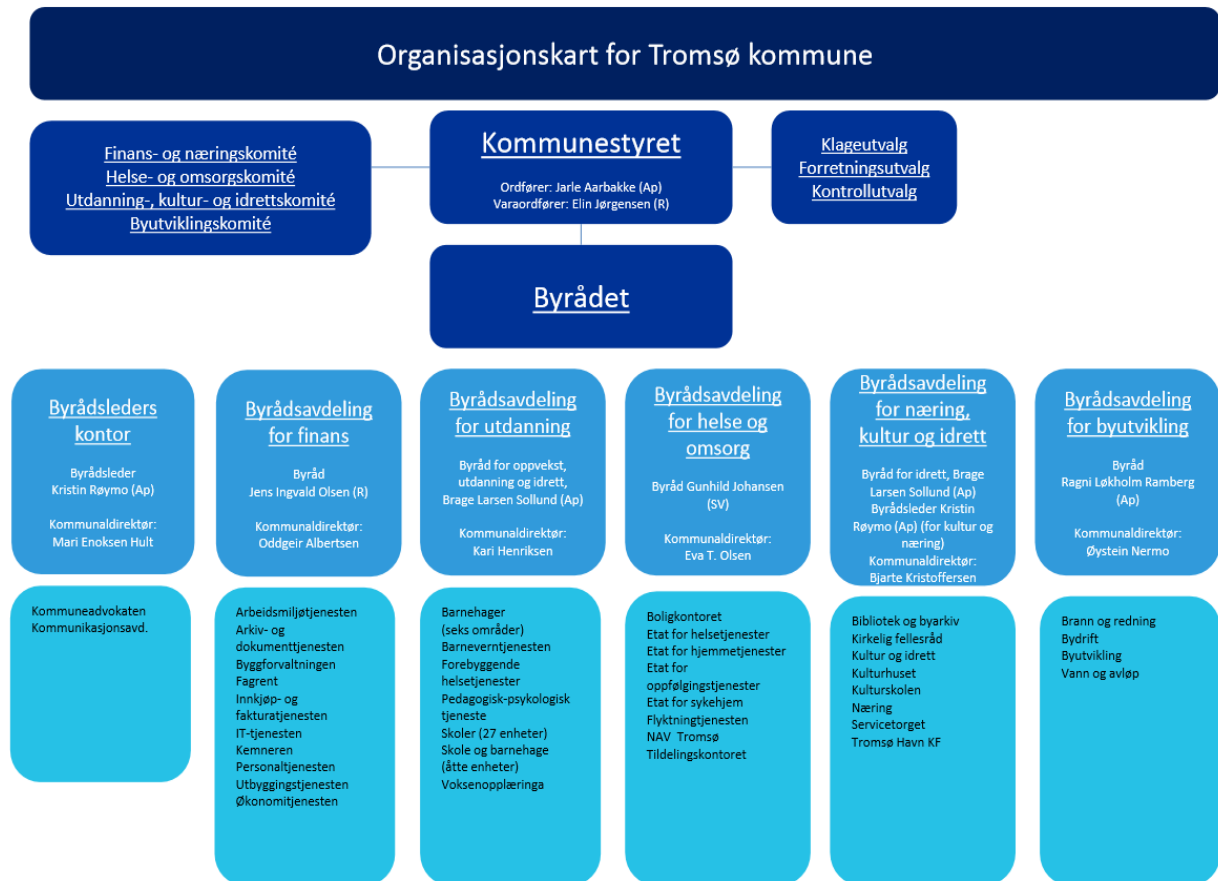 Organisasjonskart for Tromsø kommune
Finans- og næringskomité
Helse- og omsorgskomité
Utdanning-, kultur- og idrettskomité
Byutviklingskomité
Kommunestyret
Ordfører: Jarle Aarbakke (Ap)
Varaordfører: Elin Jørgensen (R)
Klageutvalg
Forretningsutvalg
Kontrollutvalg
Byrådet
Byrådsleders
kontor
Byrådsleder
Kristin Røymo (Ap)
Kommunaldirektør:
Mari Enoksen Hult
Byrådsavdeling
for finans
Byråd
Jens Ingvald Olsen (R)
Kommunaldirektør:
Oddgeir Albertsen
Byrådsavdeling
for utdanning
Byråd for oppvekst,
utdanning og idrett,
Brage Larsen Sollund (Ap)
Kommunaldirektør:
Kari Henriksen
Byrådsavdeling
for helse og
omsorg
Byråd Gunhild Johansen
(SV)
Kommunaldirektør:
Eva T. Olsen
Byrådsavdeling
for næring,
kultur og idrett
Byråd for idrett, Brage
Larsen Sollund (Ap)
Byrådsleder Kristin
Røymo (Ap) (for kultur og
næring)
Kommunaldirektør:
Bjarte Kristoffersen
Byrådsavdeling
for byutvikling
Byråd
Ragni Løkholm Ramberg
(Ap)
Kommunaldirektør:
Øystein Nermo
Kommuneadvokaten
Kommunikasjonsavd.
Arbeidsmiljøtjenesten
Arkiv- og
dokumenttjenesten
Byggforvaltningen
Fagrent
Innkjøp- og
fakturatjenesten
IT-tjenesten
Kemneren
Personaltjenesten
Utbyggingstjenesten
Økonomitjenesten
Barnehager
(seks områder)
Barneverntjenesten
Forebyggende
helsetjenester
Pedagogisk-psykologisk
tjeneste
Skoler (27 enheter)
Skole og barnehage
(åtte enheter)
Voksenopplæringa
Boligkontoret
Etat for helsetjenester
Etat for hjemmetjenester
Etat for
oppfølgingstjenester
Etat for sykehjem
Flyktningtjenesten
NAV Tromsø
Tildelingskontoret
Bibliotek og byarkiv
Kirkelig fellesråd
Kultur og idrett
Kulturhuset
Kulturskolen
Næring
Servicetorget
Tromsø Havn KF
Brann og redning
Bydrift
Byutvikling
Vann og avløp